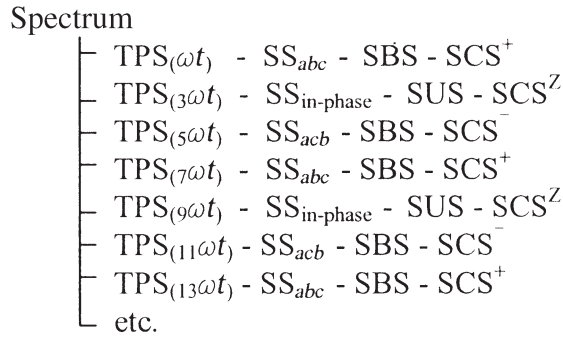 Spectrum
TPS(ωt) - SSabc - SBS - SCS⁺
TPS(3ωt) - SSin-phase - SUS - SCSᶻ
TPS(5ωt) - SSacb - SBS - SCS⁻
TPS(7ωt) - SSabc - SBS - SCS⁺
TPS(9ωt) - SSin-phase - SUS - SCSᶻ
TPS(11ωt) - SSacb - SBS - SCS⁻
TPS(13ωt) - SSabc - SBS - SCS⁺
etc.